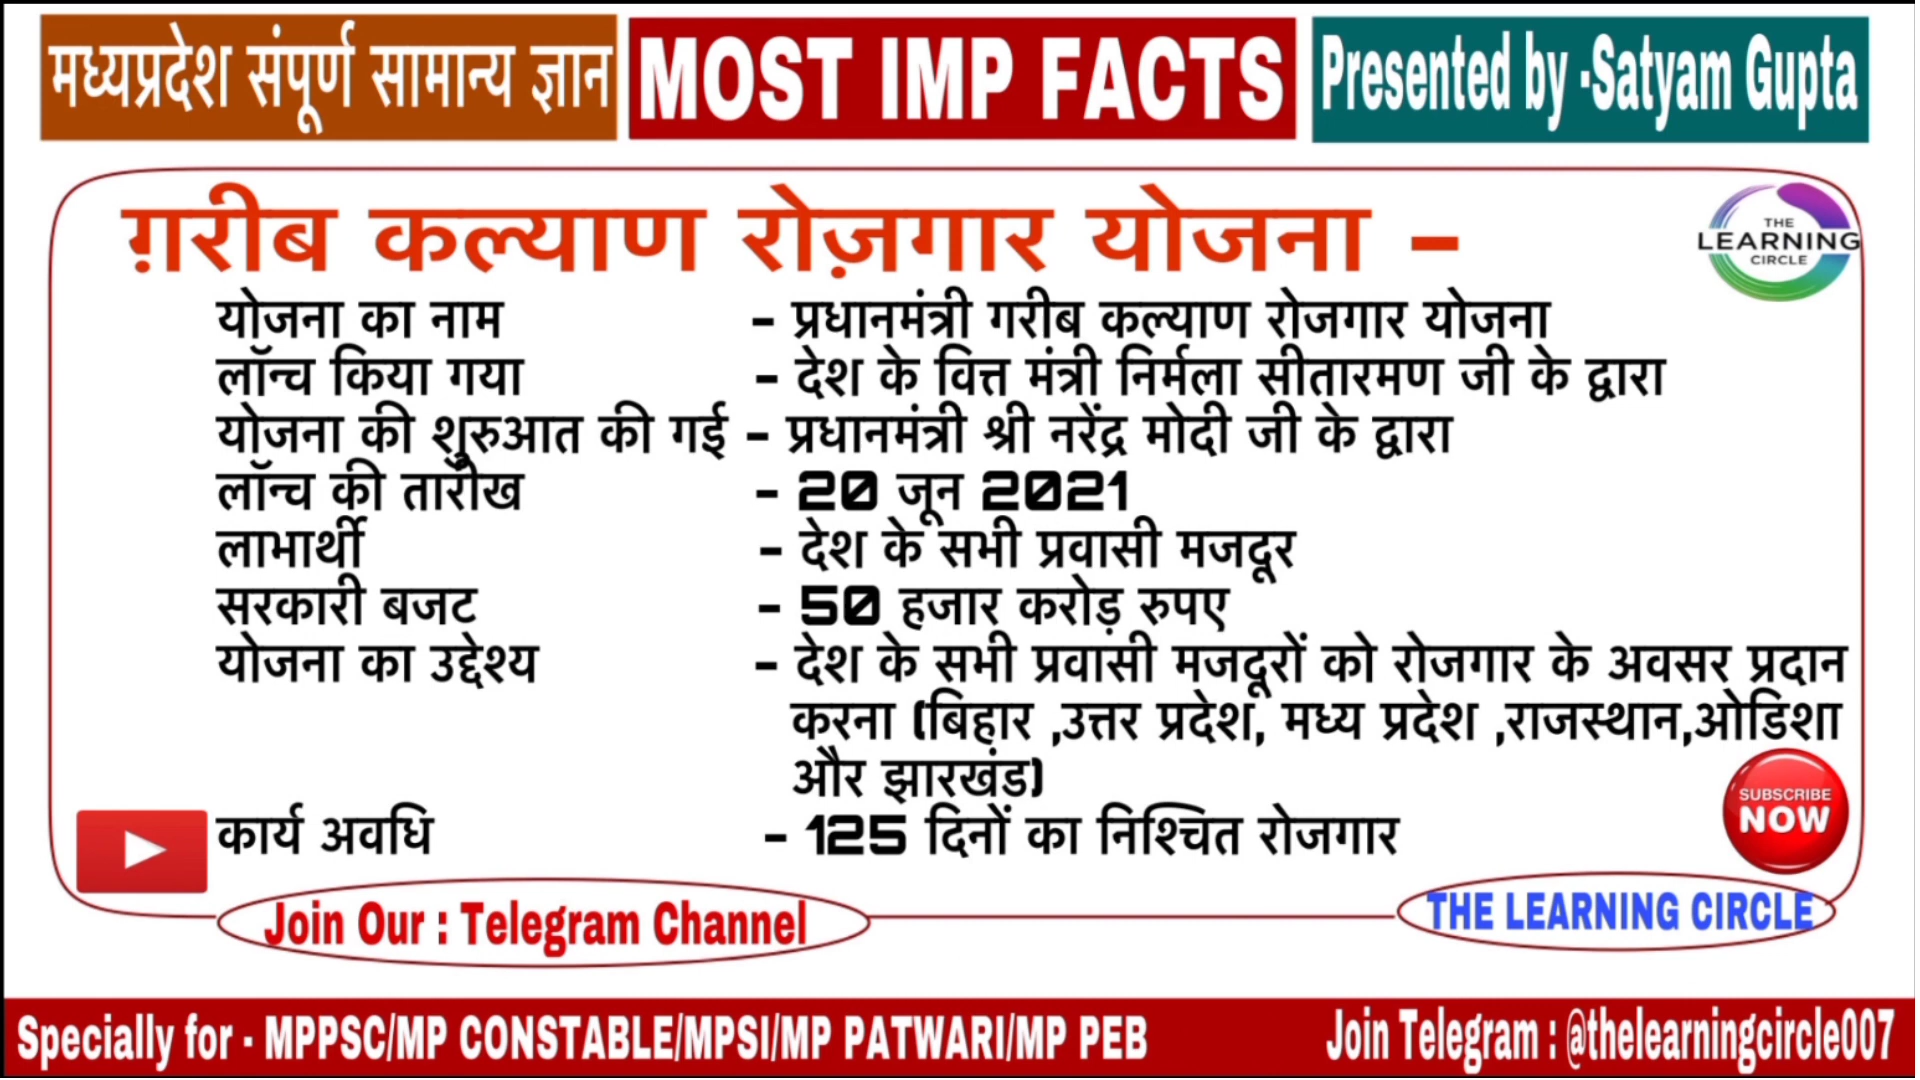 मध्यप्रदेश संपूर्ण सामान्य ज्ञान
MOST IMP FACTS
Presented by -Satyam Gupta
ग़रीब कल्याण रोज़गार योजना –
THE
LEARNING
CIRCLE
योजना का नाम - प्रधानमंत्री गरीब कल्याण रोजगार योजना
लॉन्च किया गया - देश के वित्त मंत्री निर्मला सीतारमण जी के द्वारा
योजना की शुरुआत की गई - प्रधानमंत्री श्री नरेंद्र मोदी जी के द्वारा
लॉन्च की तारीख - 20 जून 2021
लाभार्थी - देश के सभी प्रवासी मजदूर
सरकारी बजट - 50 हजार करोड़ रुपए
योजना का उद्देश्य - देश के सभी प्रवासी मजदूरों को रोजगार के अवसर प्रदान
करना (बिहार ,उत्तर प्रदेश, मध्य प्रदेश ,राजस्थान,ओडिशा
और झारखंड)
SUBSCRIBE
NOW
कार्य अवधि - 125 दिनों का निश्चित रोजगार
Join Our : Telegram Channel
THE LEARNING CIRCLE
Specially for - MPPSC/MP CONSTABLE/MPSI/MP PATWARI/MP PEB
Join Telegram : @thelearningcircle007